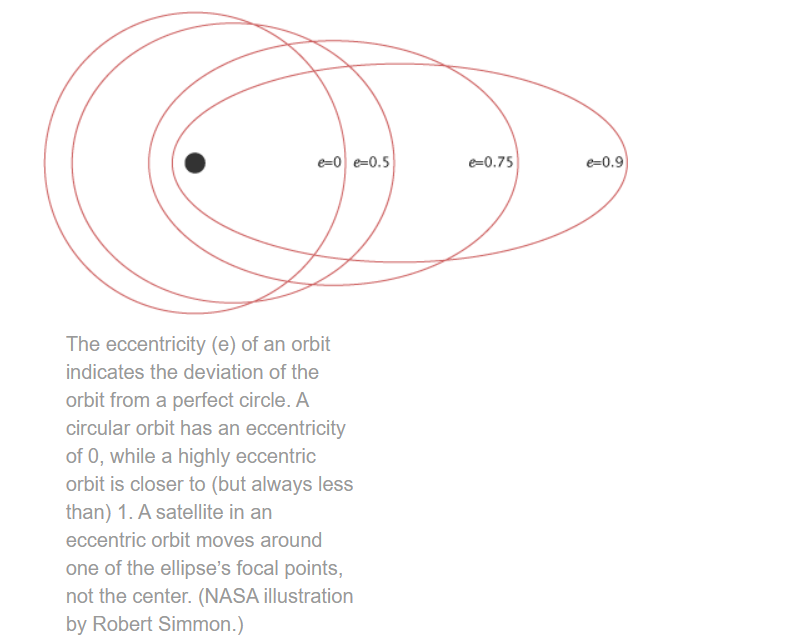 e=0 e=0.5 e=0.75 e=0.9
The eccentricity (e) of an orbit
indicates the deviation of the
orbit from a perfect circle. A
circular orbit has an eccentricity
of 0, while a highly eccentric
orbit is closer to (but always less
than) 1. A satellite in an
eccentric orbit moves around
one of the ellipse’s focal points,
not the center. (NASA illustration
by Robert Simmon.)